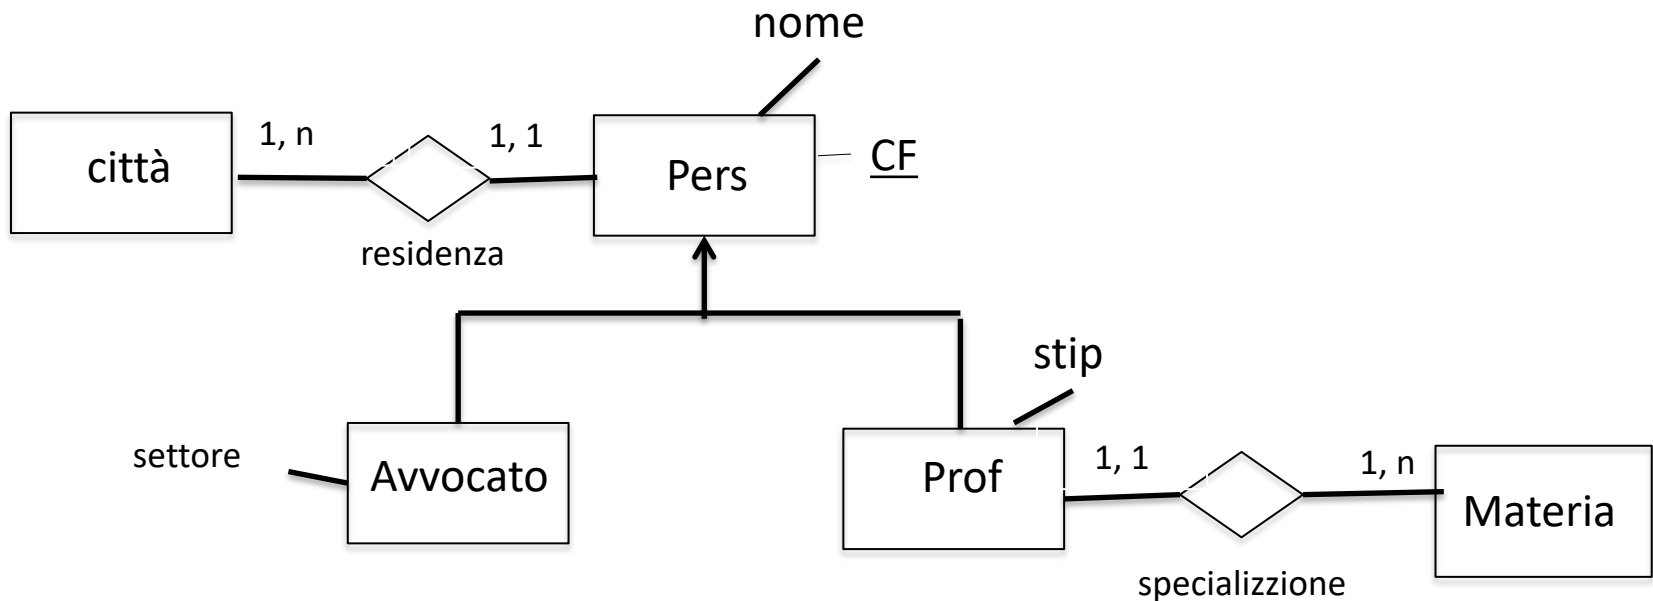 nome
1, n
1, 1
città
Pers
CF
residenza
stip
settore
Avvocato
Prof
1, 1
1, n
Materia
specializzione